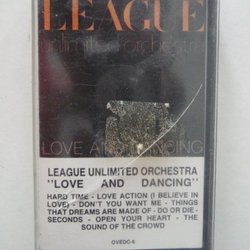 LEAGUE
unlimited orchestra
LOVE AND DANCING
LEAGUE UNLIMITED ORCHESTRA
"LOVE AND DANCING"
HARD TIME - LOVE ACTION (I BELIEVE IN
LOVE) - DON'T YOU WANT ME - THINGS
THAT DREAMS ARE MADE OF - DO OR DIE -
SECONDS - OPEN YOUR HEART - THE
SOUND OF THE CROWD
OVEDC-6